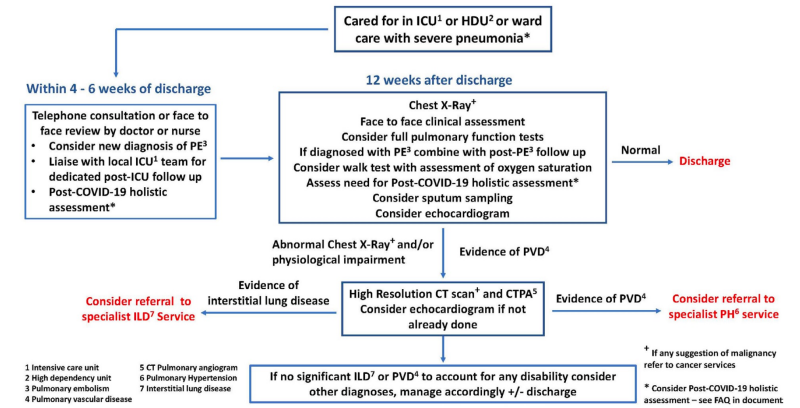 Cared for in ICU¹ or HDU² or ward
care with severe pneumonia*
Within 4 - 6 weeks of discharge
Telephone consultation or face to
face review by doctor or nurse
• Consider new diagnosis of PE³
• Liaise with local ICU¹ team for
dedicated post-ICU follow up
• Post-COVID-19 holistic
assessment*
12 weeks after discharge
Chest X-Ray⁺
Face to face clinical assessment
Consider full pulmonary function tests
If diagnosed with PE³ combine with post-PE³ follow up
Consider walk test with assessment of oxygen saturation
Assess need for Post-COVID-19 holistic assessment*
Consider sputum sampling
Consider echocardiogram
Normal
Discharge
Abnormal Chest X-Ray⁺ and/or
physiological impairment
Evidence of PVD⁴
Consider referral to
specialist ILD⁷ Service
Evidence of
interstitial lung disease
High Resolution CT scan⁺ and CTPA⁵
Consider echocardiogram if not
already done
Evidence of PVD⁴
Consider referral to
specialist PH⁶ service
If no significant ILD⁷ or PVD⁴ to account for any disability consider
other diagnoses, manage accordingly +/- discharge
1 Intensive care unit
2 High dependency unit
3 Pulmonary embolism
4 Pulmonary vascular disease
5 CT Pulmonary angiogram
6 Pulmonary Hypertension
7 Interstitial lung disease
⁺ If any suggestion of malignancy
refer to cancer services
* Consider Post-COVID-19 holistic
assessment – see FAQ in document